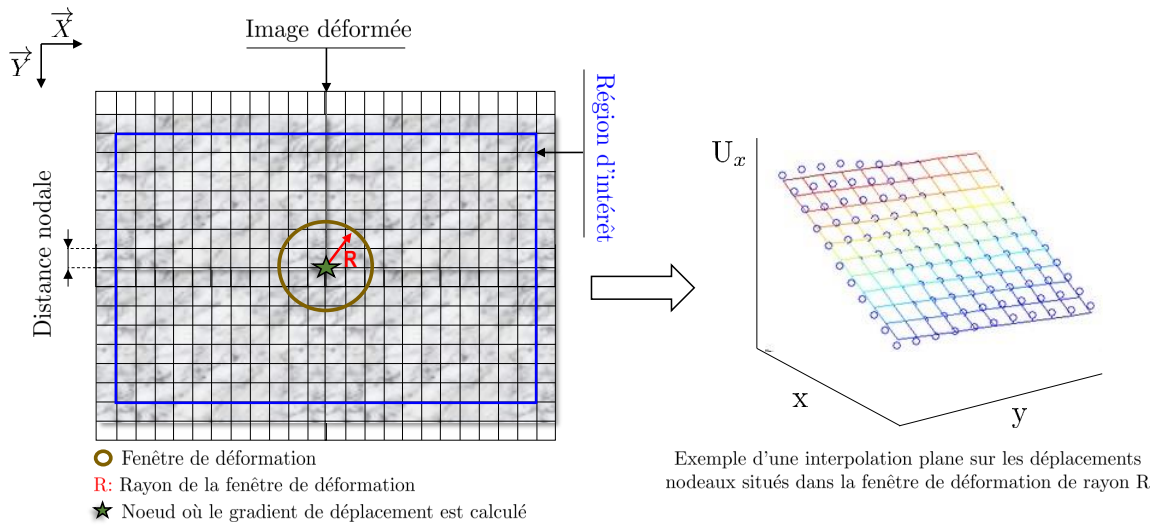 X
Y
Image déformée
Région d'intérêt
Distance nodale
R
Fenêtre de déformation
R: Rayon de la fenêtre de déformation
Noeud où le gradient de déplacement est calculé
Ux
x
y
Exemple d'une interpolation plane sur les déplacements
nodeaux situés dans la fenêtre de déformation de rayon R